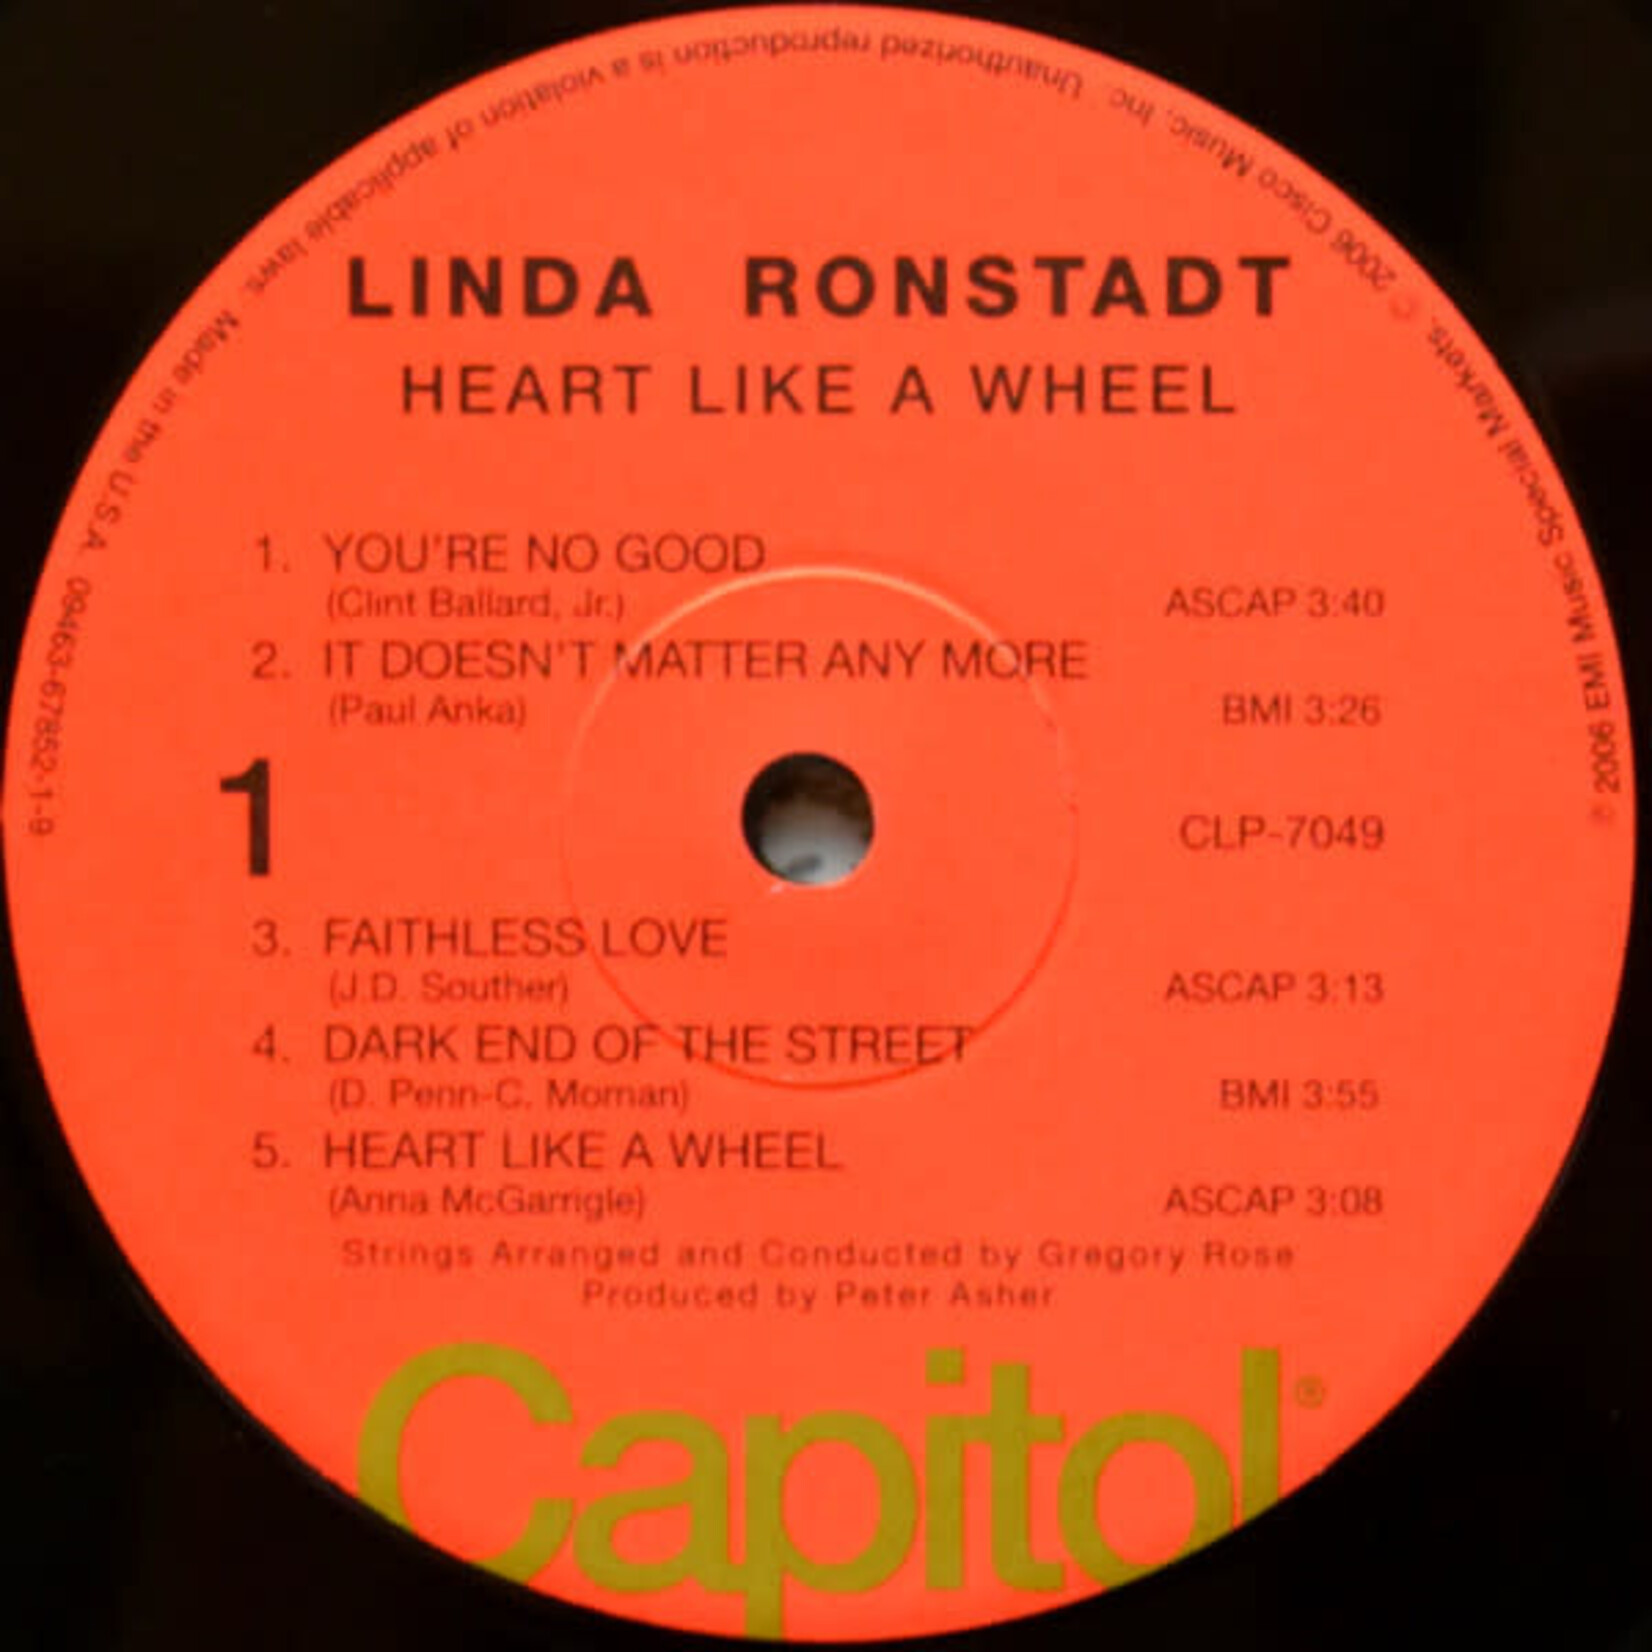 LINDA RONSTADT
HEART LIKE A WHEEL
1. YOU'RE NO GOOD
(Clint Ballard, Jr.) ASCAP 3:40
2. IT DOESN'T MATTER ANY MORE
(Paul Anka) BMI 3:26
1 CLP-7049
3. FAITHLESS LOVE
(J.D. Souther) ASCAP 3:13
4. DARK END OF THE STREET
(D. Penn-C. Moman) BMI 3:55
5. HEART LIKE A WHEEL
(Anna McGarrigle) ASCAP 3:08
Strings Arranged and Conducted by Gregory Rose
Produced by Peter Asher
Capitol®
℗ 2006 EMI Music Special Markets. © 2006 Cisco Music, Inc. Unauthorized reproduction is a violation of applicable laws. Made in the U.S.A. 09463-67852-1-9